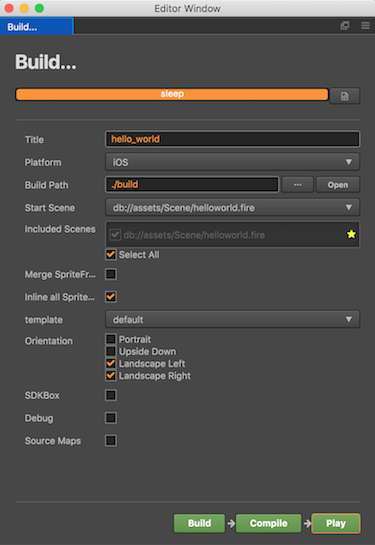 Editor Window
Build...
Build...
sleep
Title hello_world
Platform iOS
Build Path ./build ... Open
Start Scene db://assets/Scene/helloworld.fire
Included Scenes db://assets/Scene/helloworld.fire
Select All
Merge SpriteFr...
Inline all Sprite...
template default
Orientation Portrait
Upside Down
Landscape Left
Landscape Right
SDKBox
Debug
Source Maps
Build Compile Play